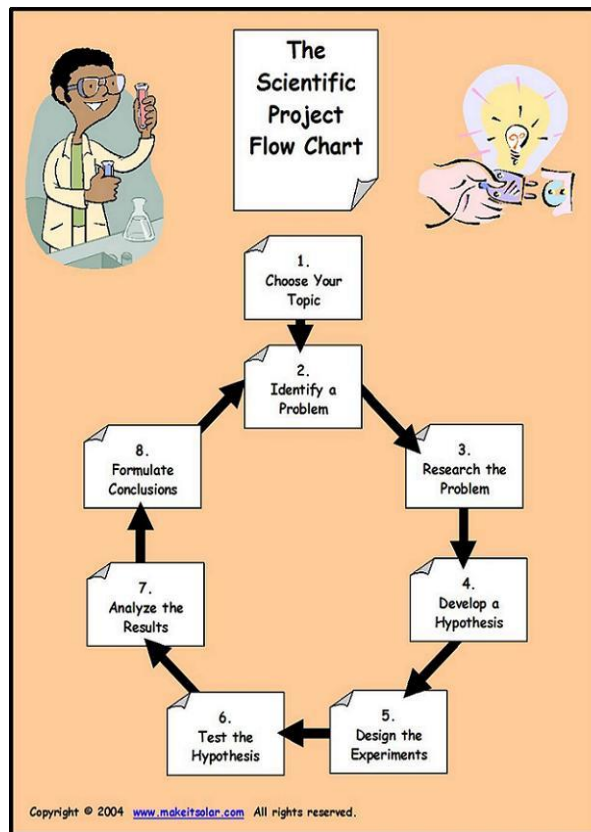 The
Scientific
Project
Flow Chart
1.
Choose Your
Topic
2.
Identify a
Problem
3.
Research the
Problem
4.
Develop a
Hypothesis
5.
Design the
Experiments
6.
Test the
Hypothesis
7.
Analyze the
Results
8.
Formulate
Conclusions
Copyright © 2004 www.makeitsolar.com All rights reserved.